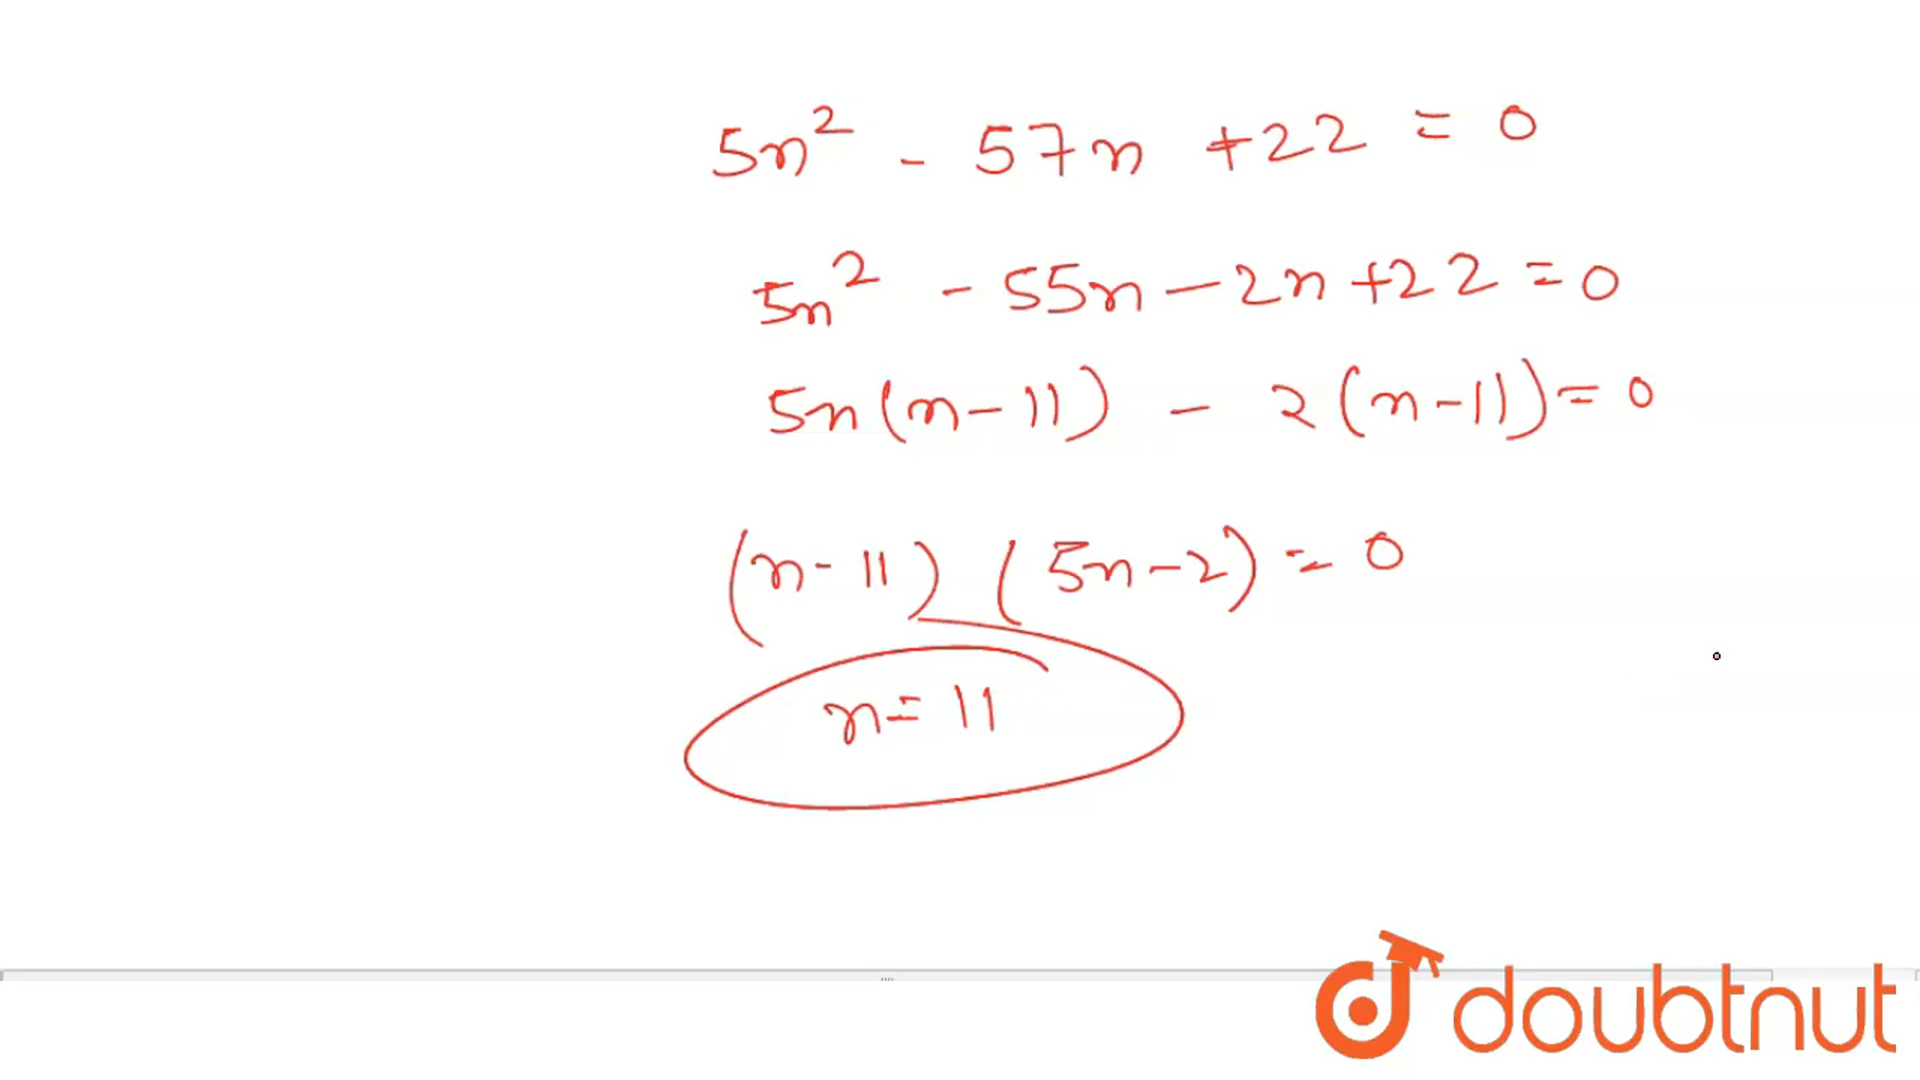 5n² - 57n + 22 = 0
5n² - 55n - 2n + 22 = 0
5n(n - 11) - 2(n - 11) = 0
(n - 11) (5n - 2) = 0
n = 11
doubtnut